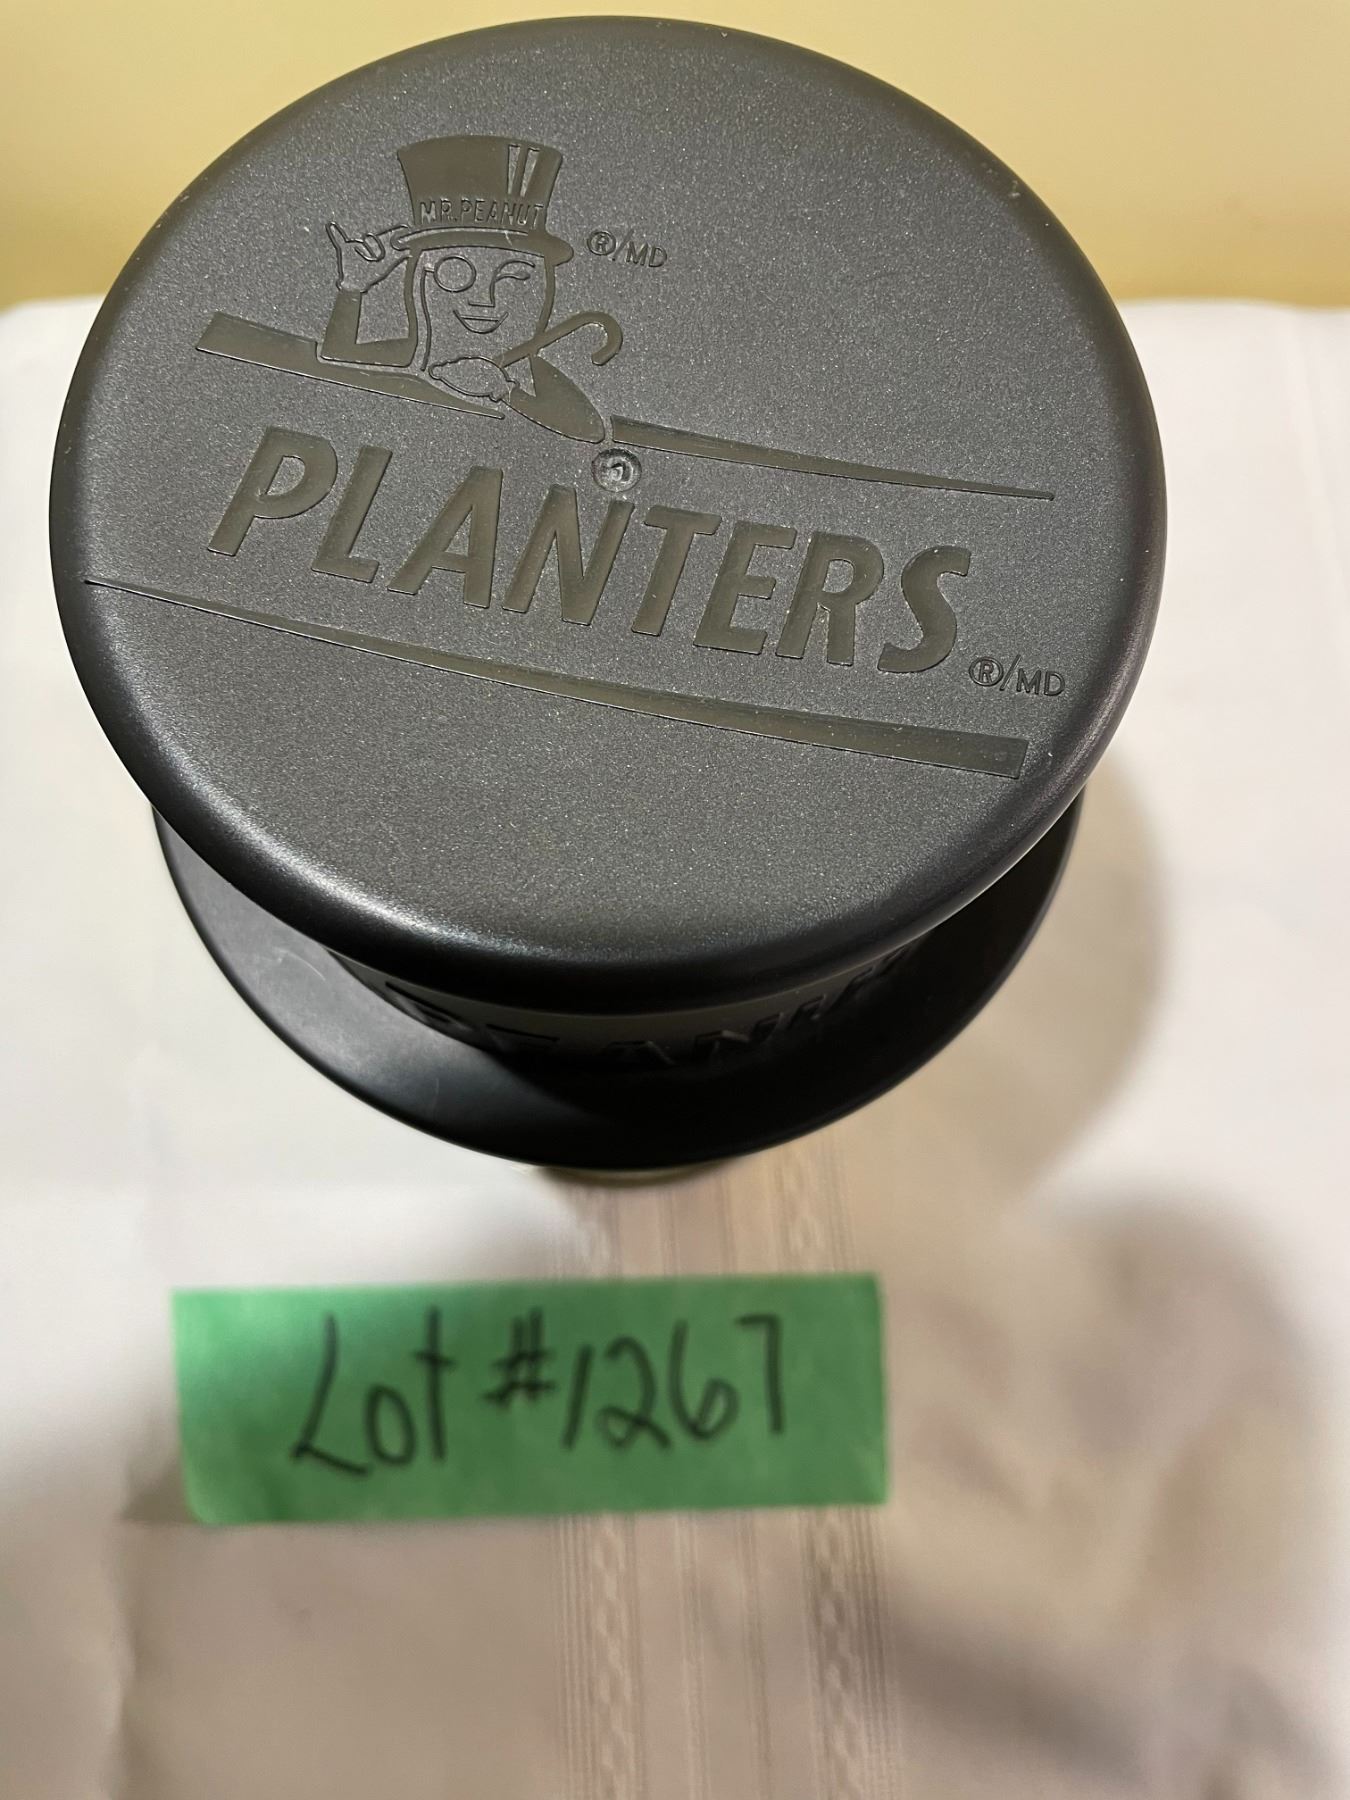 MR. PEANUT
®/MD
PLANTERS
®/MD
Lot #1267